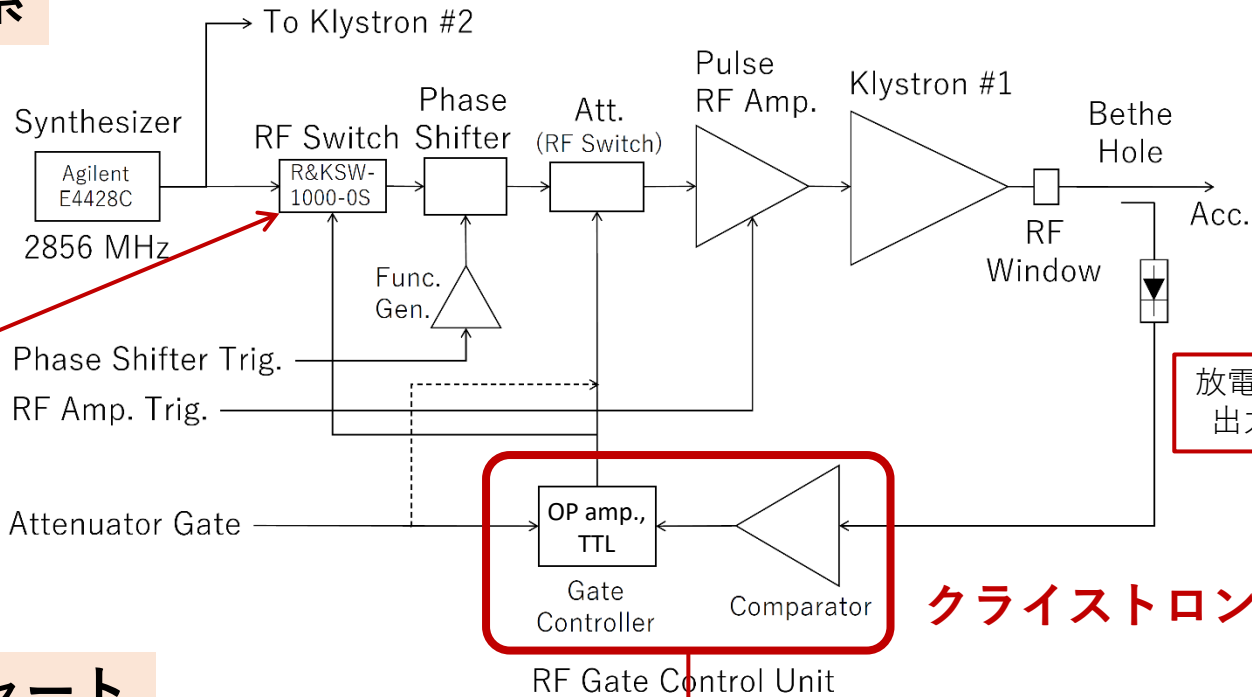 系
To Klystron #2
Synthesizer
Agilent
E4428C
2856 MHz
RF Switch
R&KSW-
1000-0S
Phase
Shifter
Att.
(RF Switch)
Pulse
RF Amp.
Klystron #1
Bethe
Hole
RF
Window
Acc.
Func.
Gen.
Phase Shifter Trig.
RF Amp. Trig.
放電
出
Attenuator Gate
OP amp.,
TTL
Gate
Controller
Comparator
クライストロン
RF Gate Control Unit
ート